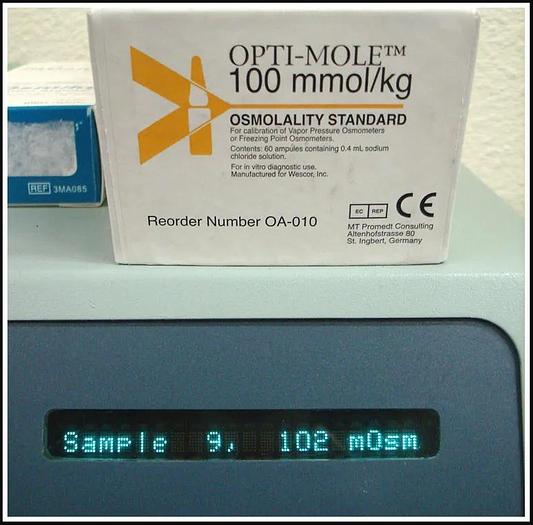 OPTI-MOLE™
100 mmol/kg
OSMOLALITY STANDARD
For calibration of Vapor Pressure Osmometers
or Freezing Point Osmometers.
Contents: 60 ampules containing 0.4 mL sodium
chloride solution.
For in vitro diagnostic use.
Manufactured for Wescor, Inc.
REF 3MA085
Reorder Number OA-010
EC REP CE
MT Promedt Consulting
Altenhofstrasse 80
St. Ingbert, Germany
Sample 9, 102 mOsm